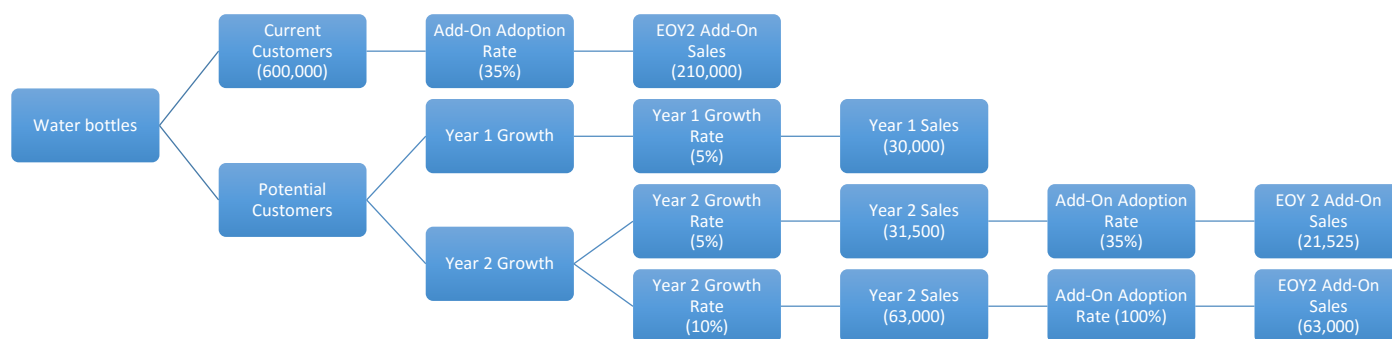 Current
Customers
(600,000)
Add-On Adoption
Rate
(35%)
EOY2 Add-On
Sales
(210,000)
Water bottles
Year 1 Growth
Year 1 Growth
Rate
(5%)
Year 1 Sales
(30,000)
Potential
Customers
Year 2 Growth
Year 2 Growth
Rate
(5%)
Year 2 Sales
(31,500)
Add-On Adoption
Rate
(35%)
EOY 2 Add-On
Sales
(21,525)
Year 2 Growth
Rate
(10%)
Year 2 Sales
(63,000)
Add-On Adoption
Rate (100%)
EOY2 Add-On
Sales
(63,000)